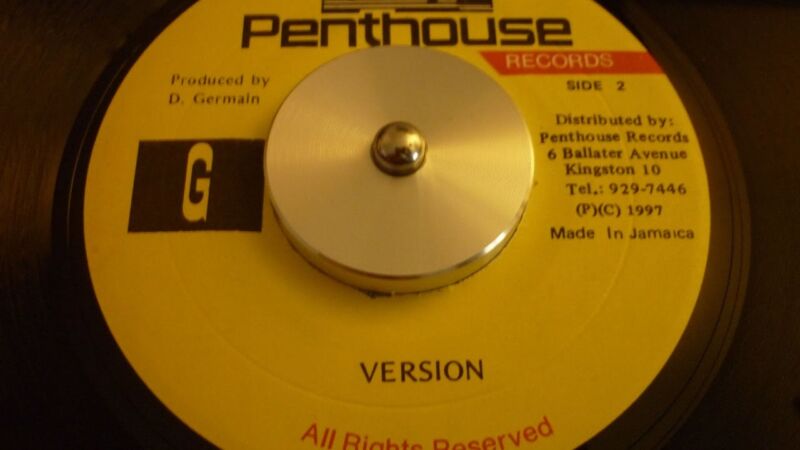 Penthouse
RECORDS
SIDE 2
Produced by
D. Germain
G
Distributed by:
Penthouse Records
6 Ballater Avenue
Kingston 10
Tel.: 929-7446
(P)(C) 1997
Made In Jamaica
VERSION
All Rights Reserved